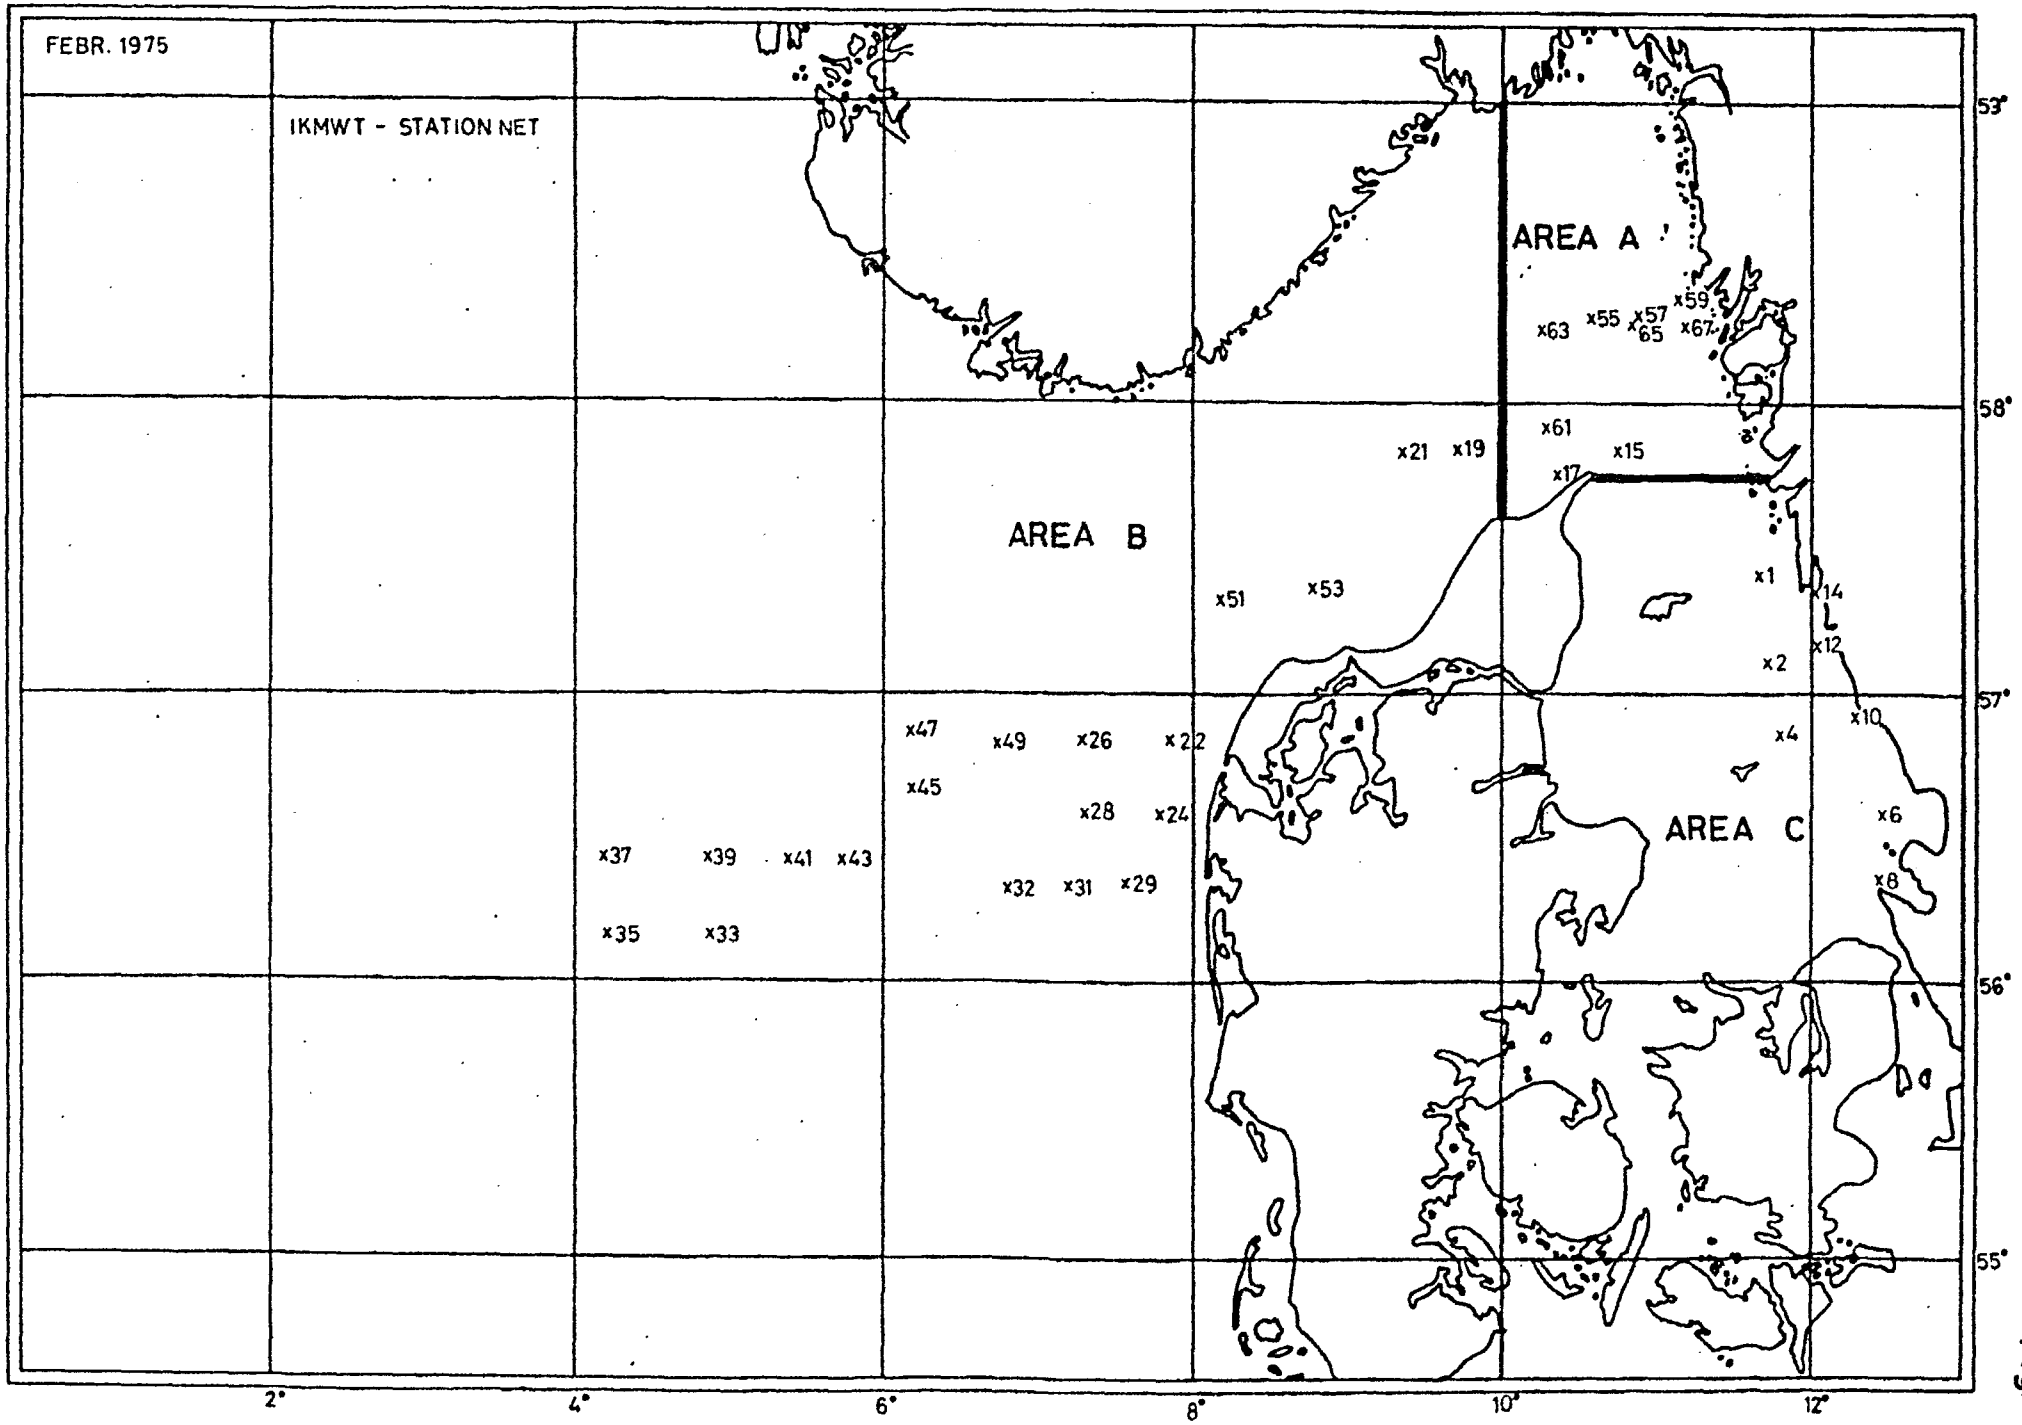 FEBR. 1975
IKMWT - STATION NET
53°
AREA A
x59
x63 x55 x57 x65 x67
58°
x61
x21 x19 x15
x17
AREA B
x1
x51 x53 x14
x12
x2
57°
x47 x49 x26 x22 x10
x4
x45
x28 x24 AREA C x6
x37 x39 x41 x43
x32 x31 x29 x8
x35 x33
56°
55°
2° 4° 6° 8° 10° 12°